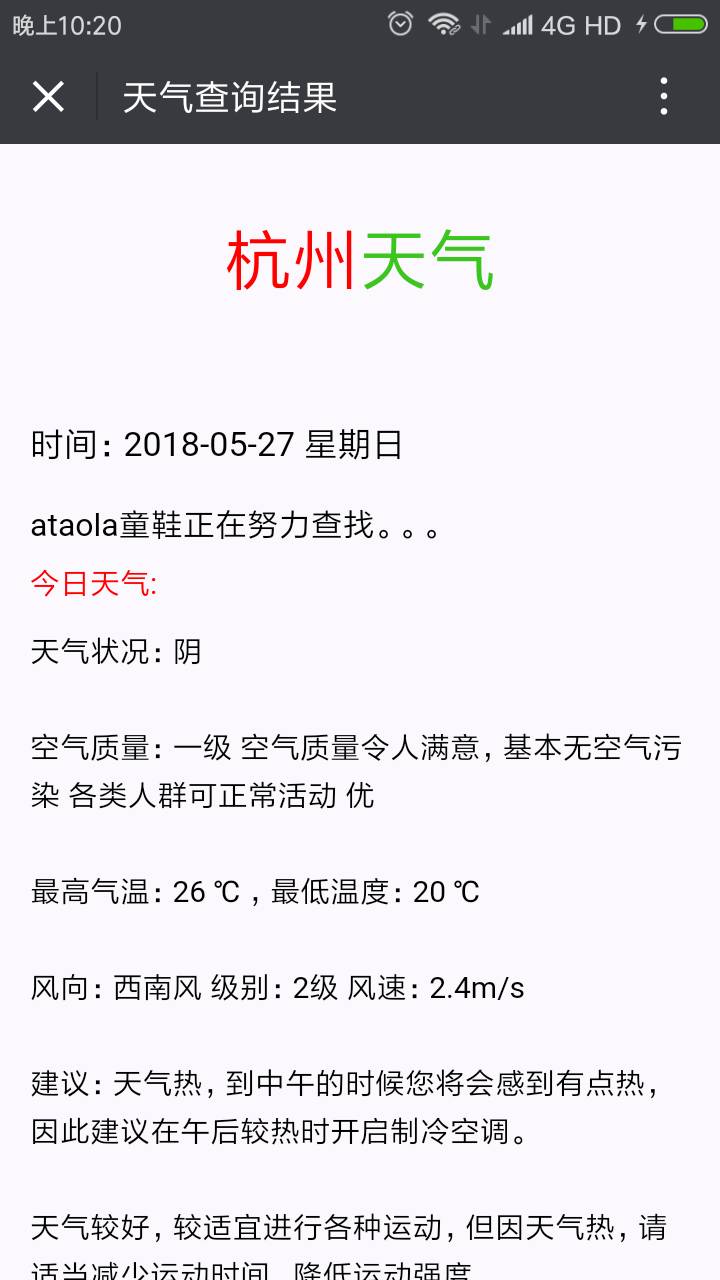 晚上10:20
4G HD
天气查询结果
杭州天气
时间: 2018-05-27 星期日
ataola童鞋正在努力查找。。。
今日天气:
天气状况: 阴
空气质量: 一级 空气质量令人满意, 基本无空气污
染 各类人群可正常活动 优
最高气温: 26 ℃ , 最低温度: 20 ℃
风向: 西南风 级别: 2级 风速: 2.4m/s
建议: 天气热, 到中午的时候您将会感到有点热,
因此建议在午后较热时开启制冷空调。
天气较好, 较适宜进行各种运动, 但因天气热, 请
适当减少运动时间, 降低运动强度